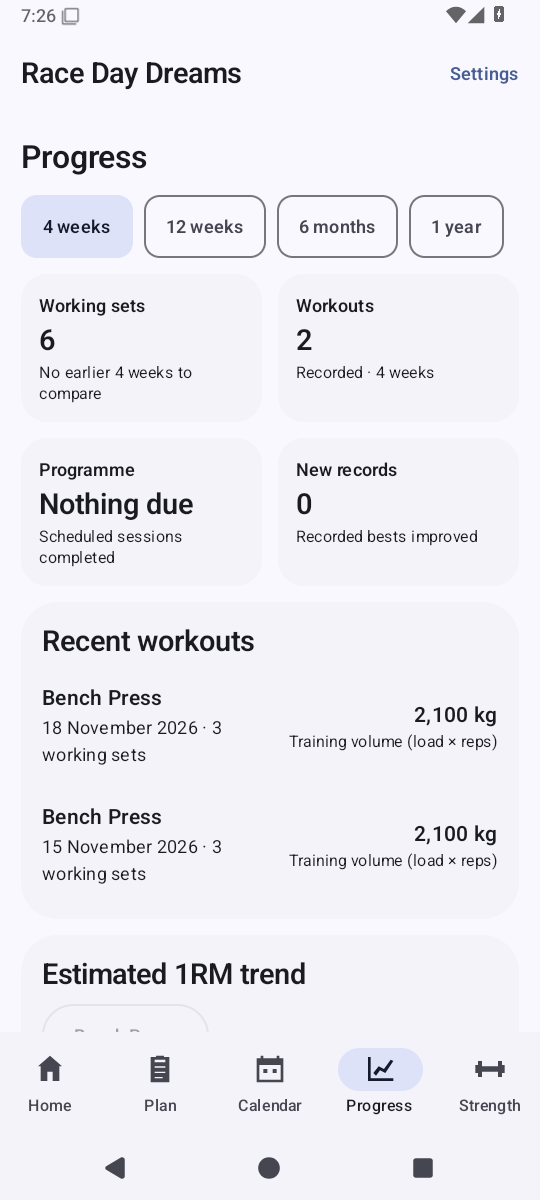 7:26
Race Day Dreams
Settings
Progress
4 weeks
12 weeks
6 months
1 year
Working sets
6
No earlier 4 weeks to
compare
Workouts
2
Recorded · 4 weeks
Programme
Nothing due
Scheduled sessions
completed
New records
0
Recorded bests improved
Recent workouts
Bench Press
18 November 2026 · 3
working sets
2,100 kg
Training volume (load × reps)
Bench Press
15 November 2026 · 3
working sets
2,100 kg
Training volume (load × reps)
Estimated 1RM trend
Home
Plan
Calendar
Progress
Strength